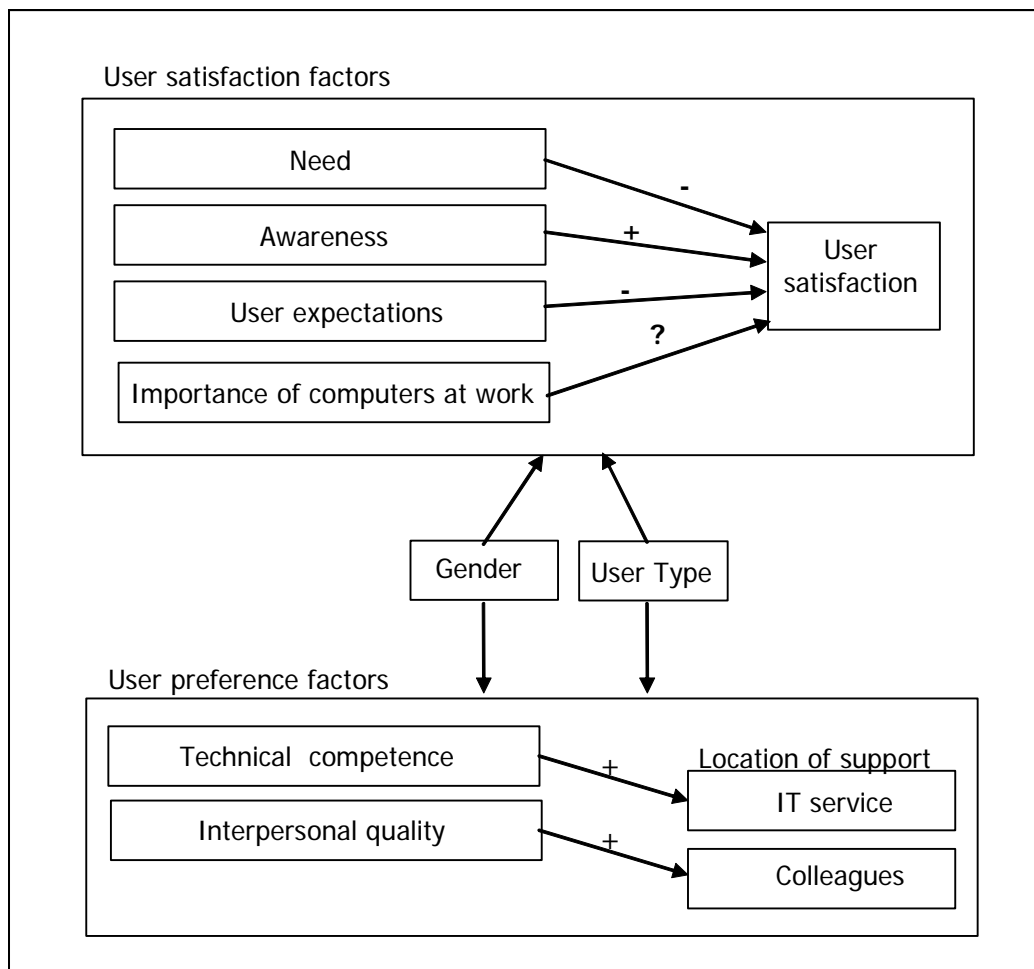 User satisfaction factors
Need
-
Awareness
+
User
satisfaction
User expectations
-
?
Importance of computers at work
Gender
User Type
User preference factors
Technical competence
+
Location of support
IT service
Interpersonal quality
+
Colleagues